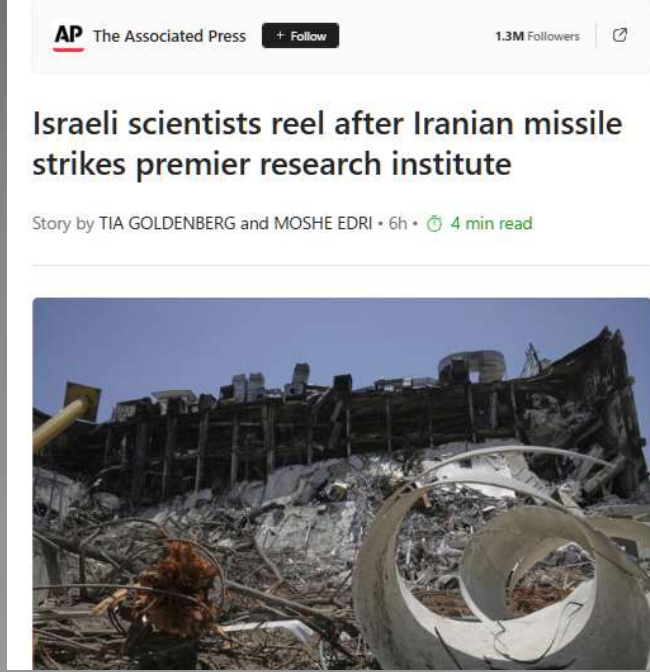 AP The Associated Press + Follow 1.3M Followers
Israeli scientists reel after Iranian missile
strikes premier research institute
Story by TIA GOLDENBERG and MOSHE EDRI • 6h • 4 min read